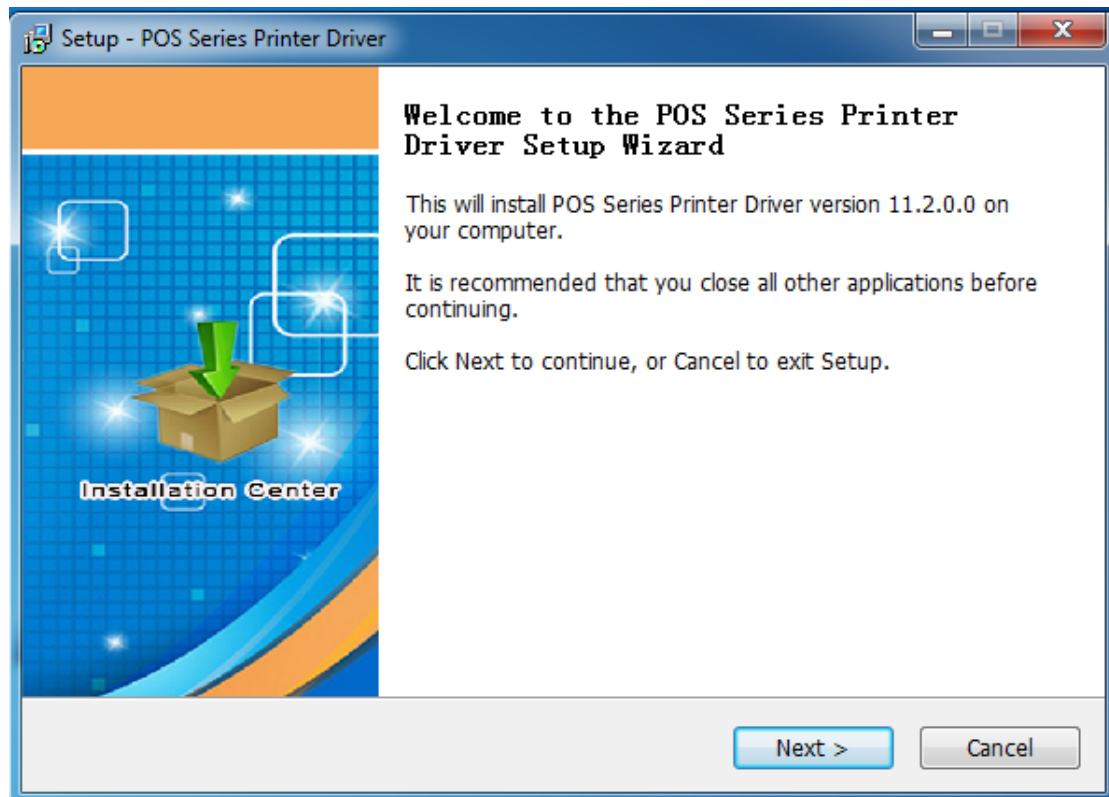 Setup - POS Series Printer Driver
Welcome to the POS Series Printer
Driver Setup Wizard
This will install POS Series Printer Driver version 11.2.0.0 on
your computer.
It is recommended that you close all other applications before
continuing.
Click Next to continue, or Cancel to exit Setup.
Installation Center
Next >
Cancel